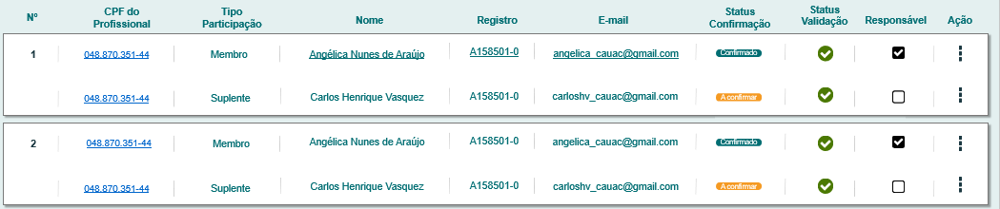 Nº CPF do Profissional Tipo Participação Nome Registro E-mail Status Confirmação Status Validação Responsável Ação
1 048.870.351-44 Membro Angélica Nunes de Araújo A158501-0 angelica_cauac@gmail.com Confirmado
048.870.351-44 Suplente Carlos Henrique Vasquez A158501-0 carloshv_cauac@gmail.com A confirmar
2 048.870.351-44 Membro Angélica Nunes de Araújo A158501-0 angelica_cauac@gmail.com Confirmado
048.870.351-44 Suplente Carlos Henrique Vasquez A158501-0 carloshv_cauac@gmail.com A confirmar